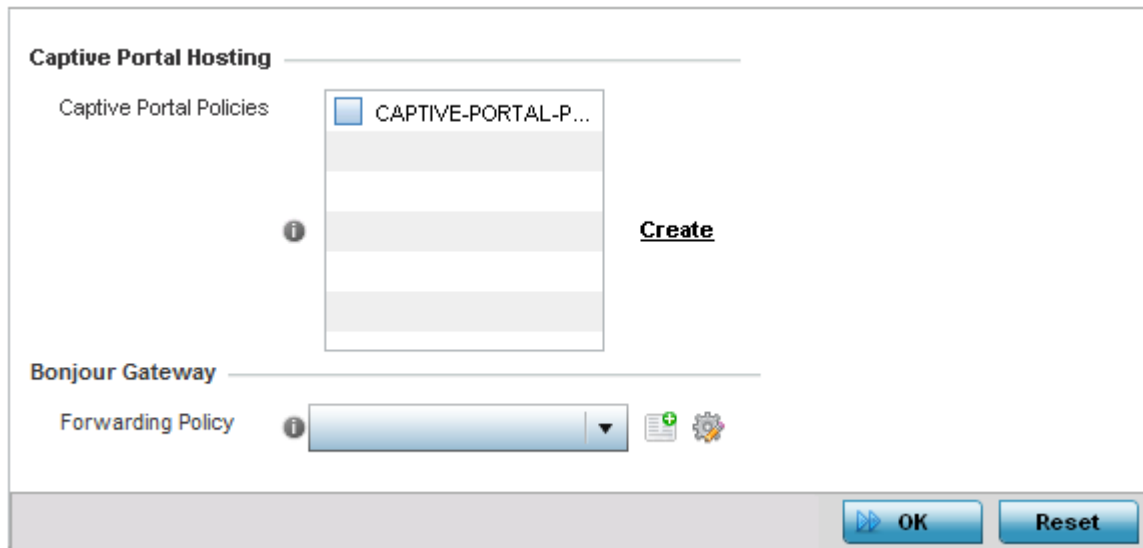 Captive Portal Hosting
Captive Portal Policies
CAPTIVE-PORTAL-P...
Create
Bonjour Gateway
Forwarding Policy
OK
Reset